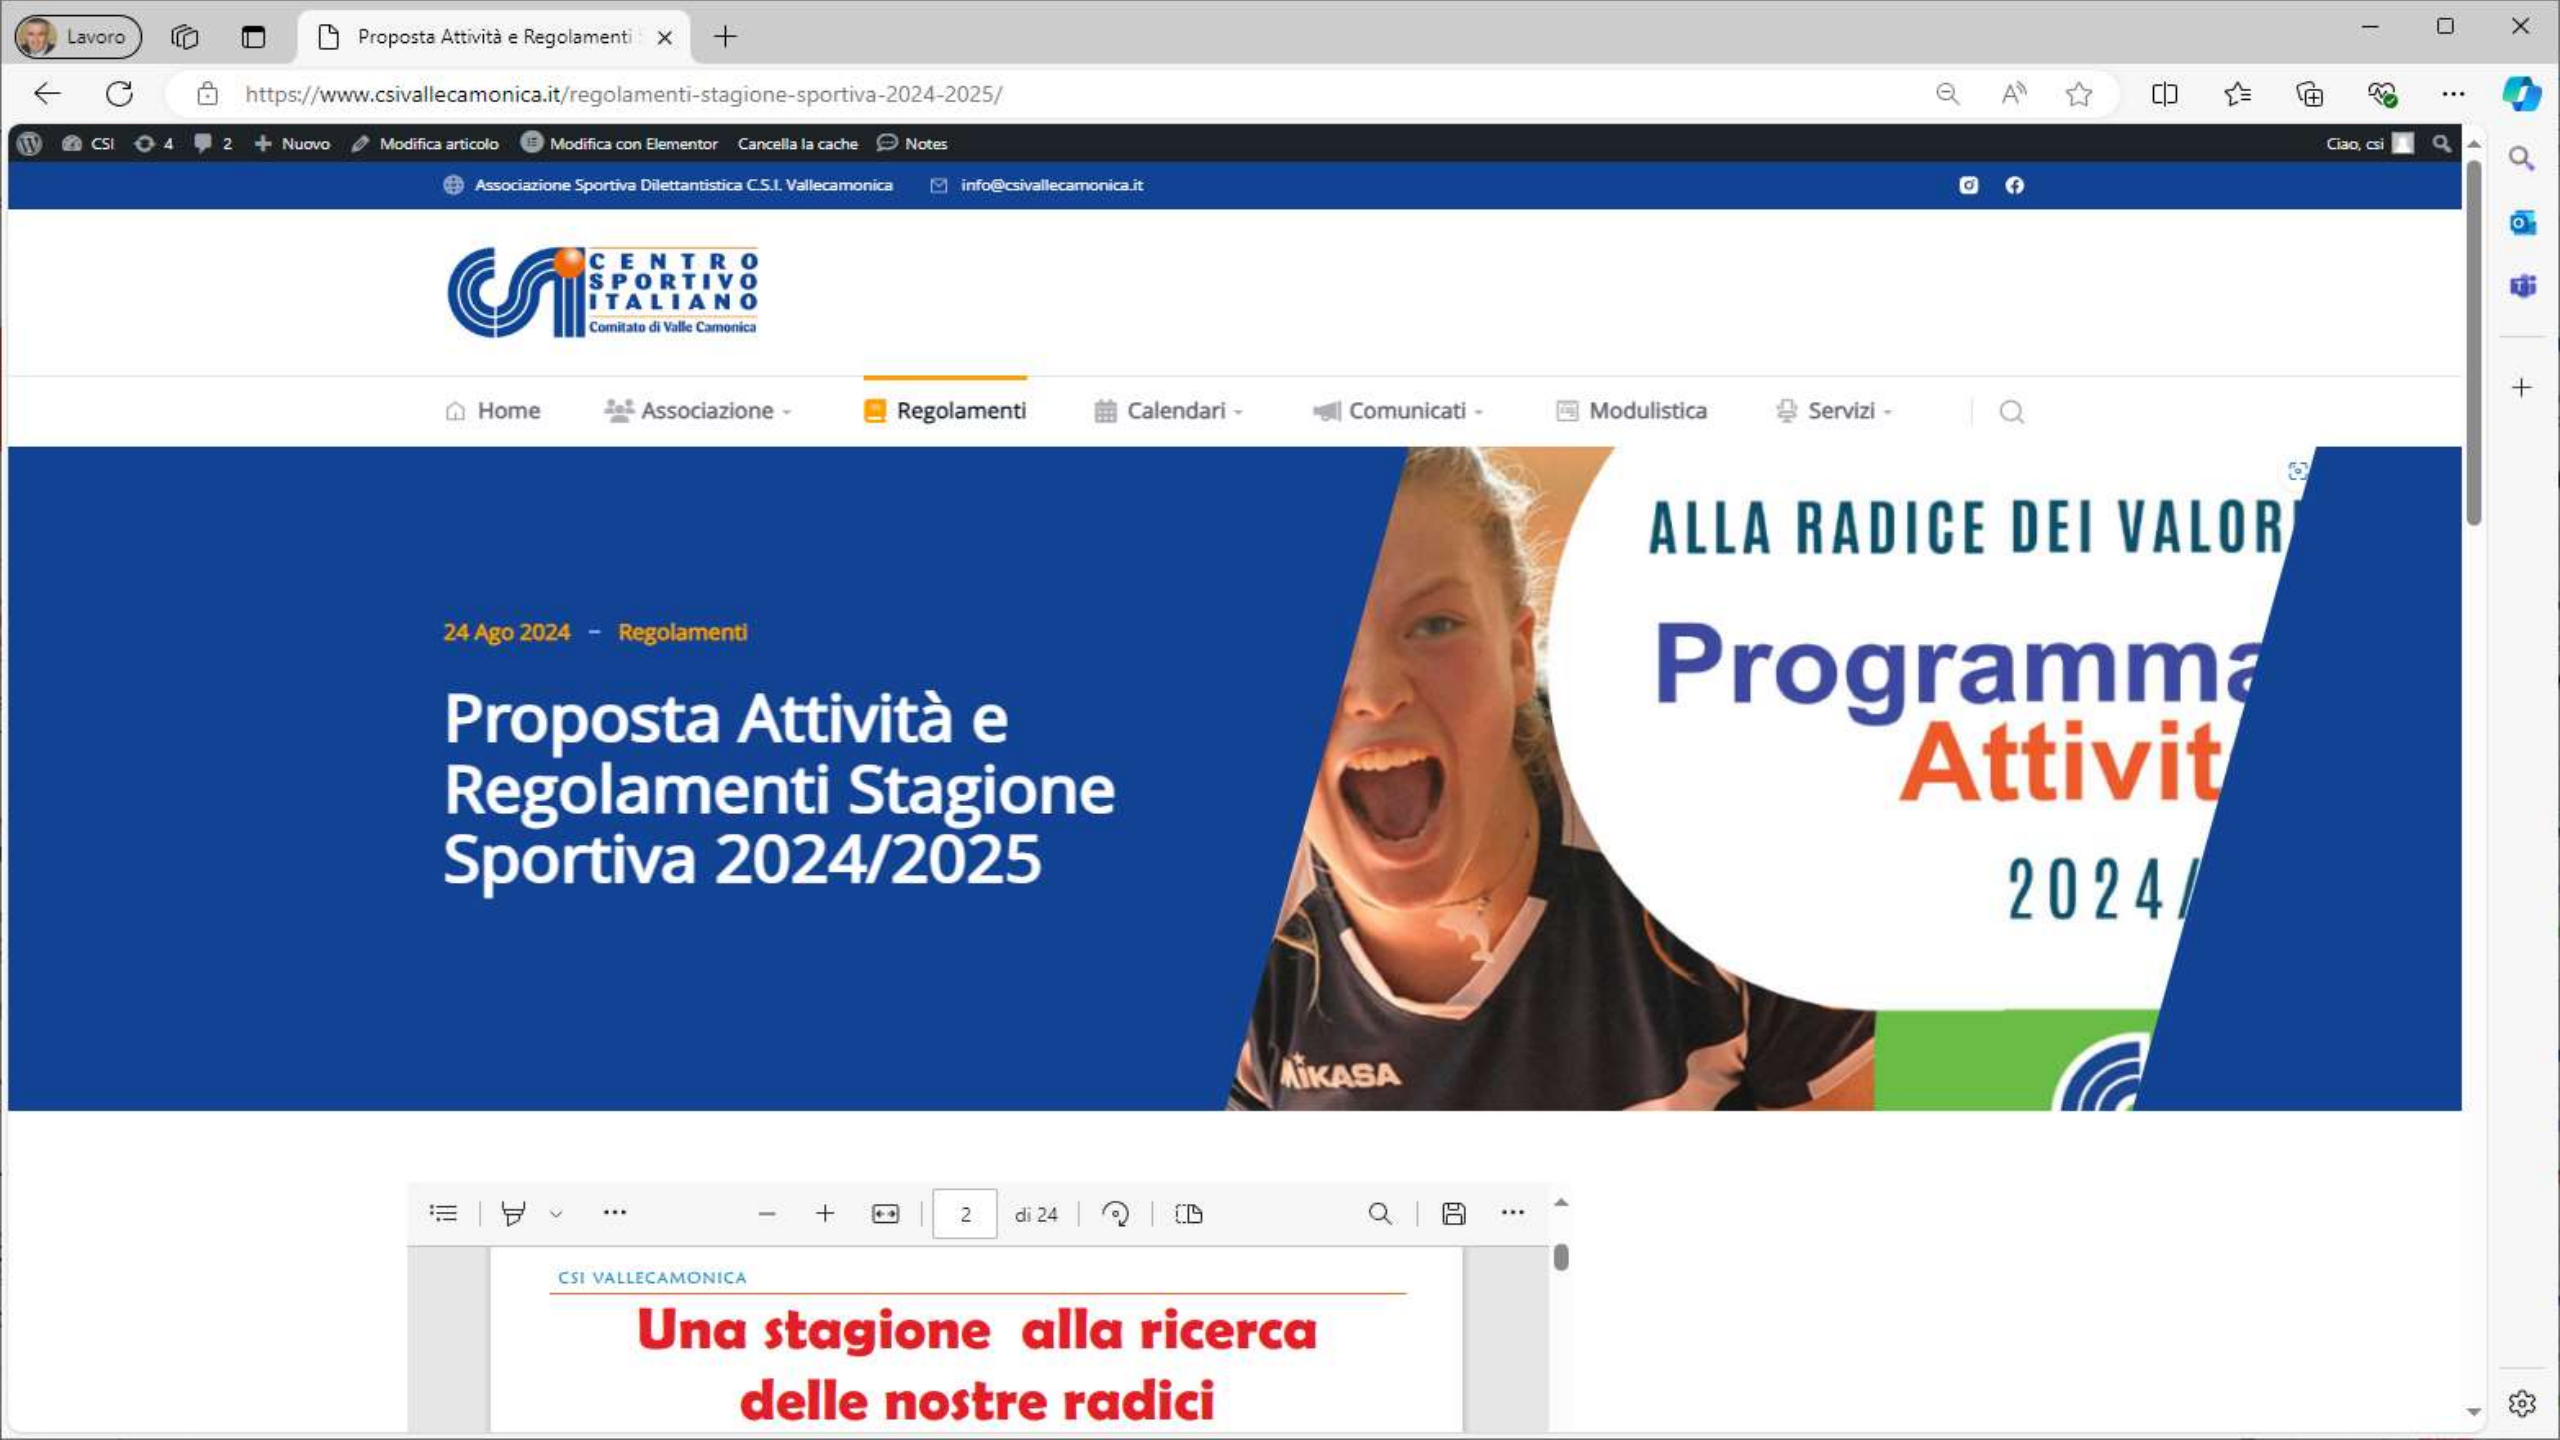 Lavoro
Proposta Attività e Regolamenti
https://www.csivallecamonica.it/regolamenti-stagione-sportiva-2024-2025/
CSI 4 2 Nuovo Modifica articolo Modifica con Elementor Cancella la cache Notes Ciao, csi
Associazione Sportiva Dilettantistica C.S.I. Vallecamonica info@csivallecamonica.it
CSI
CENTRO
SPORTIVO
ITALIANO
Comitato di Valle Camonica
Home Associazione Regolamenti Calendari Comunicati Modulistica Servizi
24 Ago 2024 – Regolamenti
Proposta Attività e
Regolamenti Stagione
Sportiva 2024/2025
ALLA RADICE DEI VALORI
Programma
Attivit
2024/
MIKASA
2 di 24
CSI VALLECAMONICA
Una stagione alla ricerca
delle nostre radici